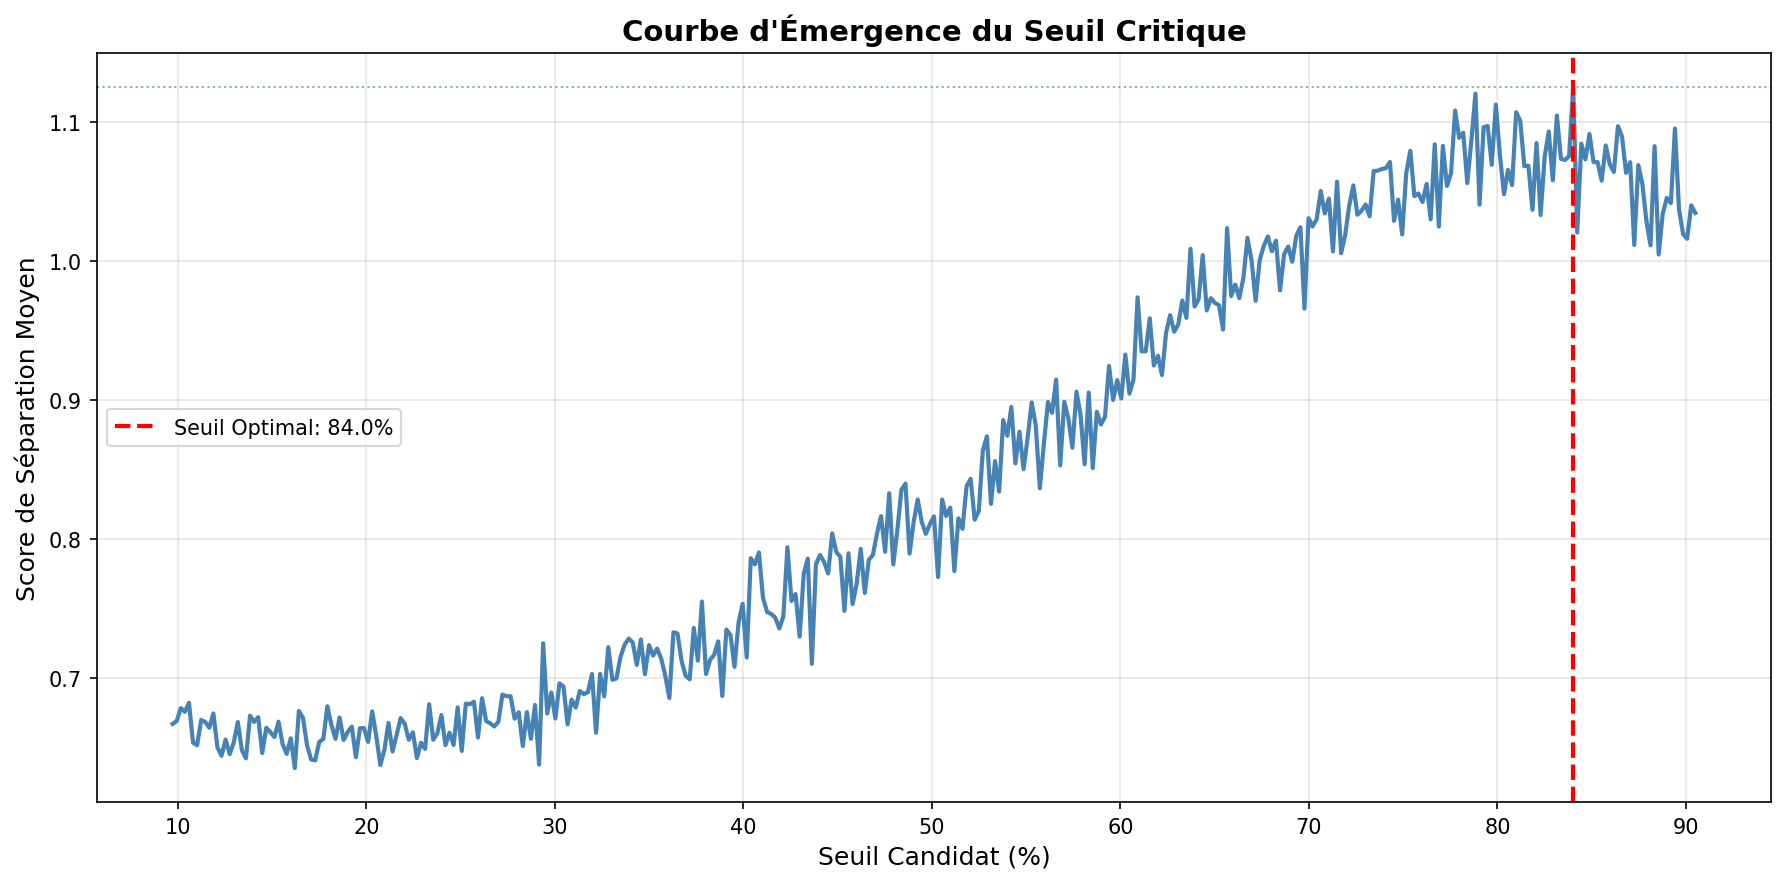 Courbe d'Émergence du Seuil Critique
Score de Séparation Moyen
1.1
1.0
0.9
0.8
0.7
Seuil Optimal: 84.0%
10 20 30 40 50 60 70 80 90
Seuil Candidat (%)